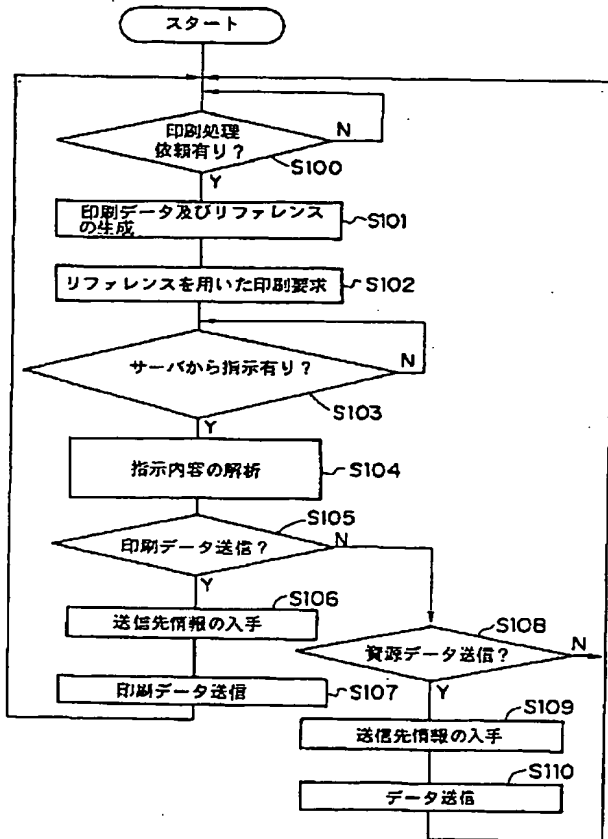 スタート
印刷処理
依頼有り？
N
S100
Y
印刷データ及びリファレンス
の生成
S101
リファレンスを用いた印刷要求
S102
サーバから指示有り？
N
S103
Y
指示内容の解析
S104
S105
印刷データ送信？
N
Y
S106
送信先情報の入手
S108
資源データ送信？
N
印刷データ送信
S107
Y
S109
送信先情報の入手
S110
データ送信